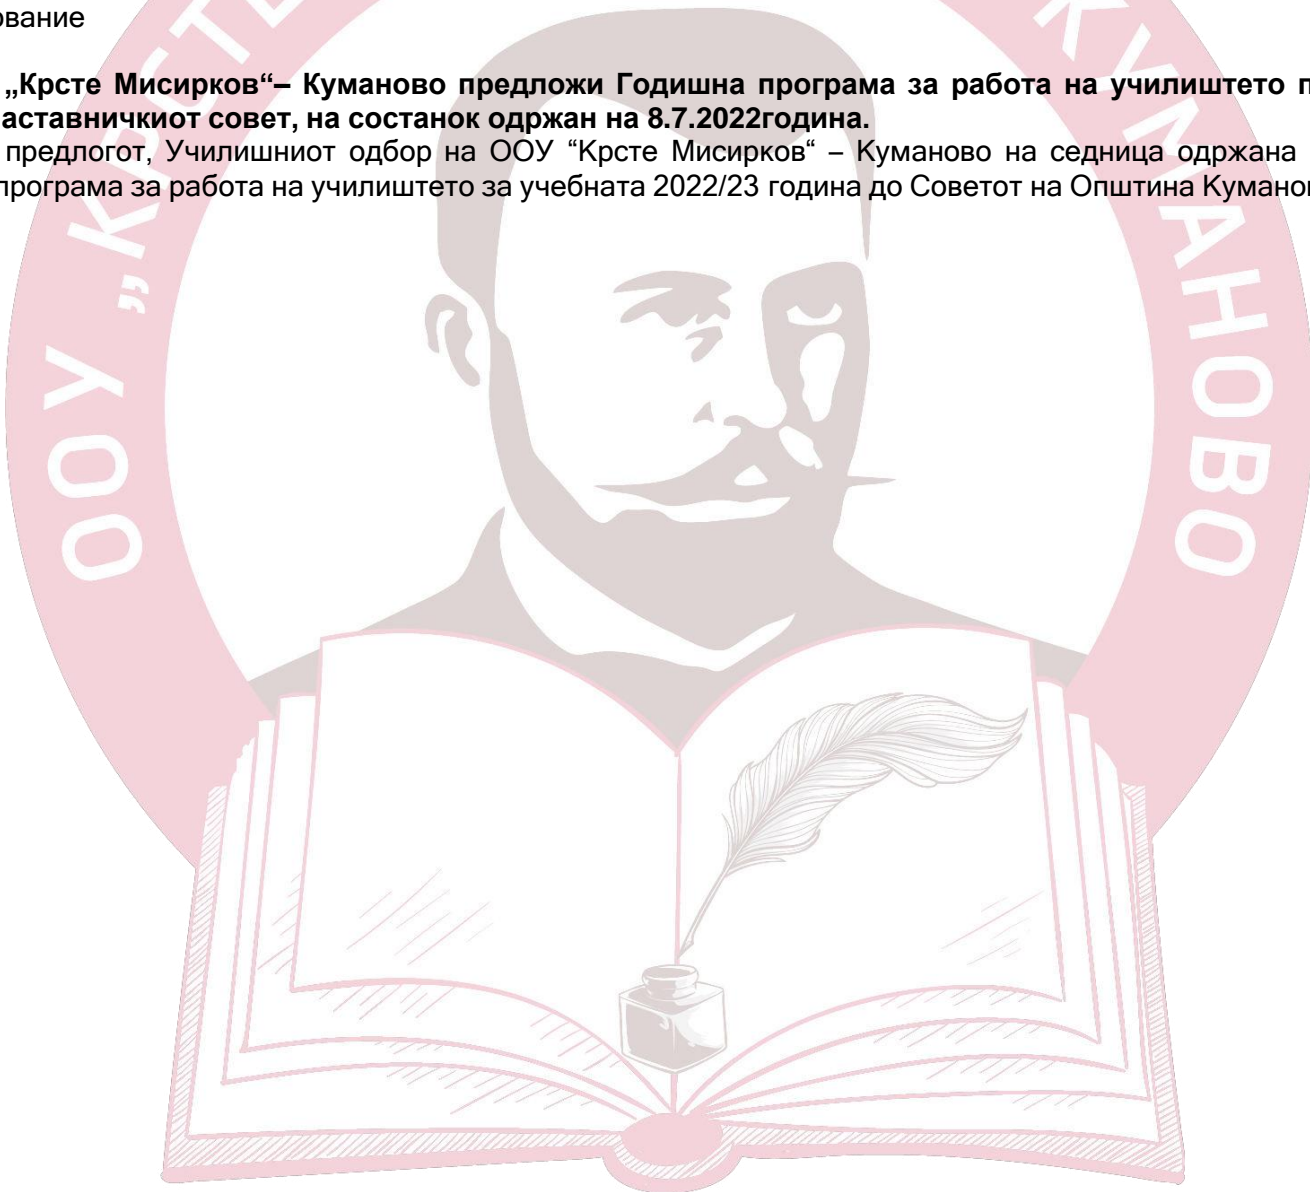 ование
„Крсте Мисирков“– Куманово предложи Годишна програма за работа на училиштето п
аставничкиот совет, на состанок одржан на 8.7.2022година.
предлогот, Училишниот одбор на ООУ “Крсте Мисирков“ – Куманово на седница одржана
програма за работа на училиштето за учебната 2022/23 година до Советот на Општина Куманов
ООУ „КРСТЕ
КУМАНОВО